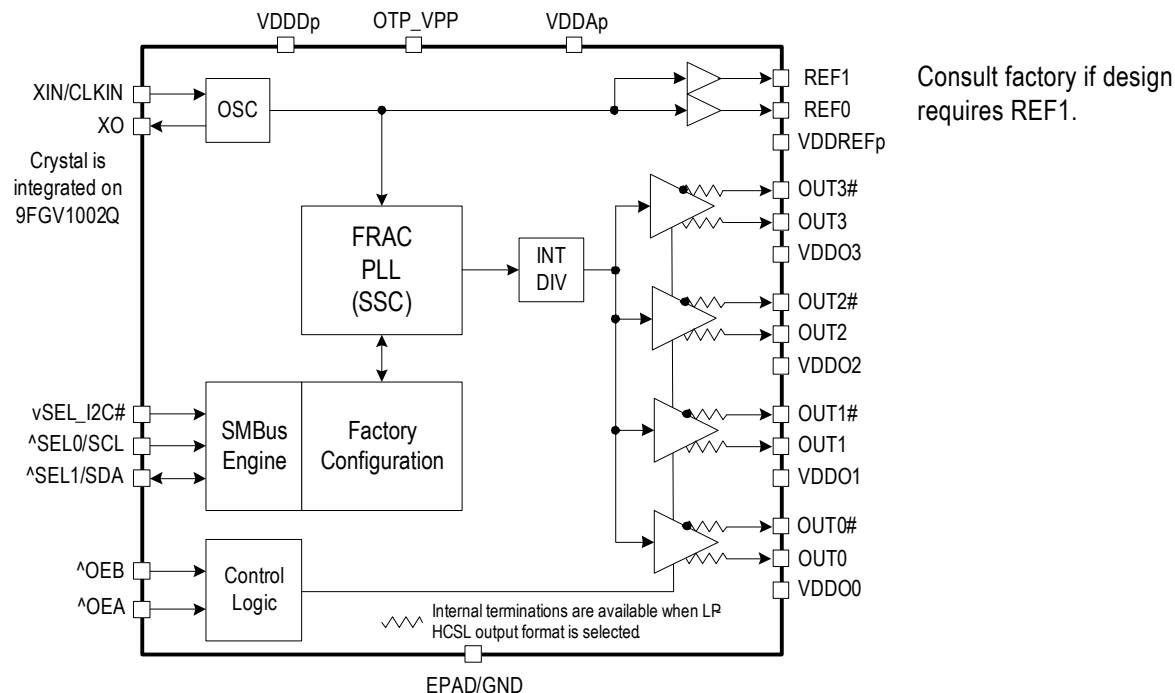 VDDDp
OTP_VPP
VDDAp
XIN/CLKIN
XO
Crystal is
integrated on
9FGV1002Q
OSC
REF1
REF0
VDDREFp
Consult factory if design
requires REF1.
FRAC
PLL
(SSC)
INT
DIV
OUT3#
OUT3
VDDO3
OUT2#
OUT2
VDDO2
vSEL_I2C#
^SEL0/SCL
^SEL1/SDA
SMBus
Engine
Factory
Configuration
OUT1#
OUT1
VDDO1
^OEB
^OEA
Control
Logic
OUT0#
OUT0
VDDO0
Internal terminations are available when LP-
HCSL output format is selected.
EPAD/GND